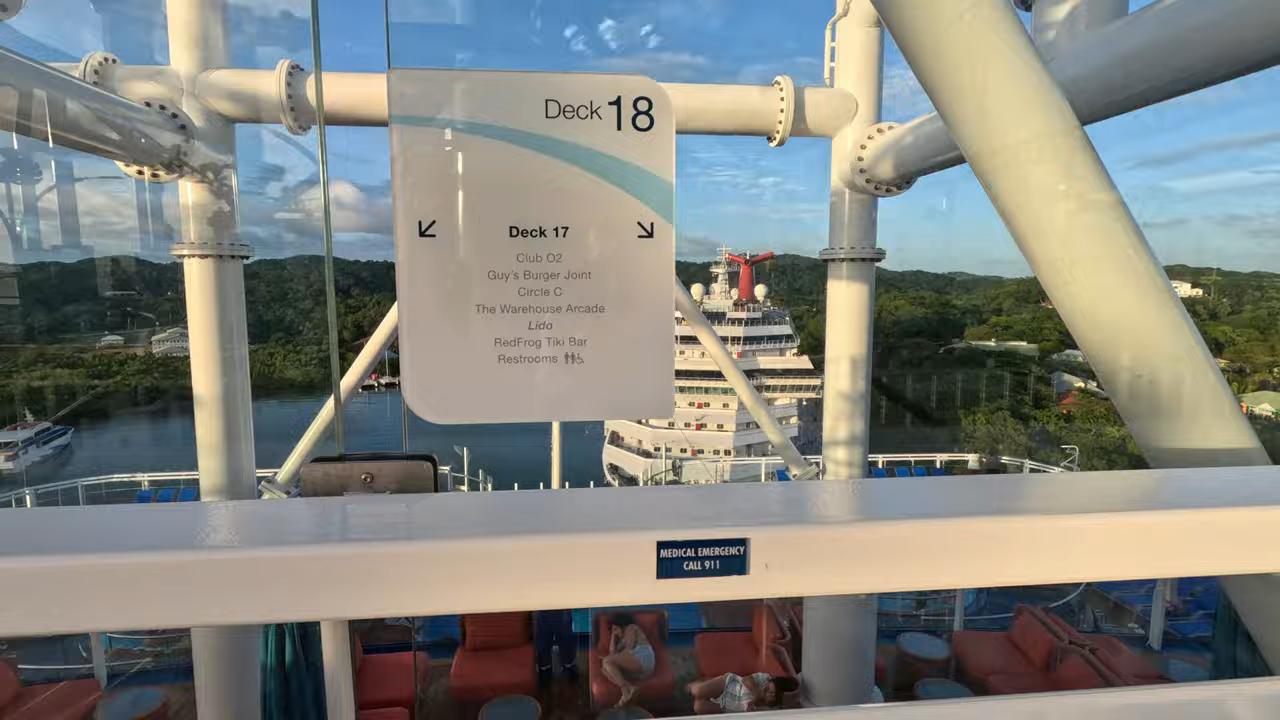 Deck 18
Deck 17
Club O2
Guy's Burger Joint
Circle C
The Warehouse Arcade
Lido
RedFrog Tiki Bar
Restrooms
MEDICAL EMERGENCY
CALL 911